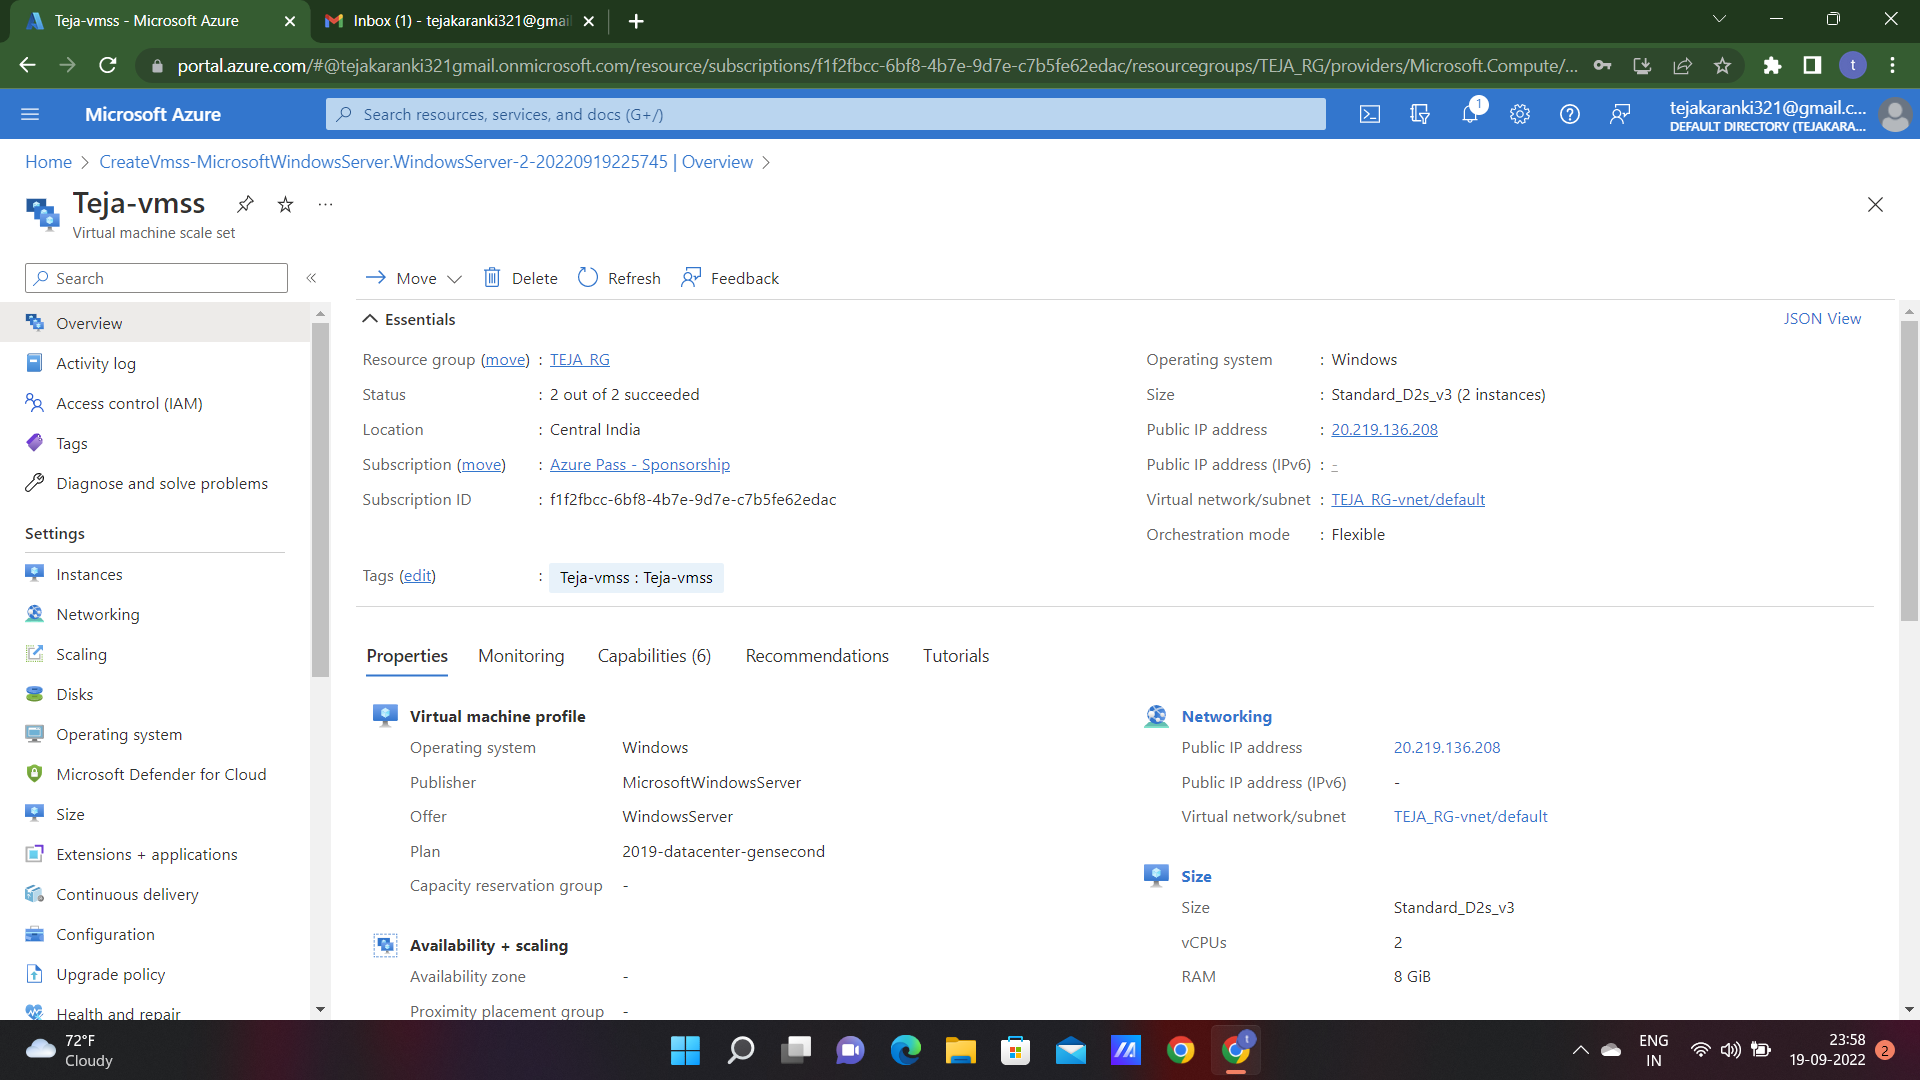 Teja-vmss - Microsoft Azure
Inbox (1) - tejakaranki321@gmail
portal.azure.com/#@tejakaranki321gmail.onmicrosoft.com/resource/subscriptions/f1f2fbcc-6bf8-4b7e-9d7e-c7b5fe62edac/resourcegroups/TEJA_RG/providers/Microsoft.Compute/...
t
Microsoft Azure
Search resources, services, and docs (G+/)
1
tejakaranki321@gmail.c...
DEFAULT DIRECTORY (TEJAKARA...
Home > CreateVmss-MicrosoftWindowsServer.WindowsServer-2-20220919225745 | Overview >
Teja-vmss
Virtual machine scale set
Search
Move
Delete
Refresh
Feedback
Overview
Activity log
Access control (IAM)
Tags
Diagnose and solve problems
Settings
Instances
Networking
Scaling
Disks
Operating system
Microsoft Defender for Cloud
Size
Extensions + applications
Continuous delivery
Configuration
Upgrade policy
Health and repair
Essentials
JSON View
Resource group (move) : TEJA_RG
Status : 2 out of 2 succeeded
Location : Central India
Subscription (move) : Azure Pass - Sponsorship
Subscription ID : f1f2fbcc-6bf8-4b7e-9d7e-c7b5fe62edac
Operating system : Windows
Size : Standard_D2s_v3 (2 instances)
Public IP address : 20.219.136.208
Public IP address (IPv6) : -
Virtual network/subnet : TEJA_RG-vnet/default
Orchestration mode : Flexible
Tags (edit) : Teja-vmss : Teja-vmss
Properties
Monitoring
Capabilities (6)
Recommendations
Tutorials
Virtual machine profile
Operating system Windows
Publisher MicrosoftWindowsServer
Offer WindowsServer
Plan 2019-datacenter-gensecond
Capacity reservation group -
Availability + scaling
Availability zone -
Proximity placement group -
Networking
Public IP address 20.219.136.208
Public IP address (IPv6) -
Virtual network/subnet TEJA_RG-vnet/default
Size
Size Standard_D2s_v3
vCPUs 2
RAM 8 GiB
72°F
Cloudy
t
ENG
IN
23:58
19-09-2022
2